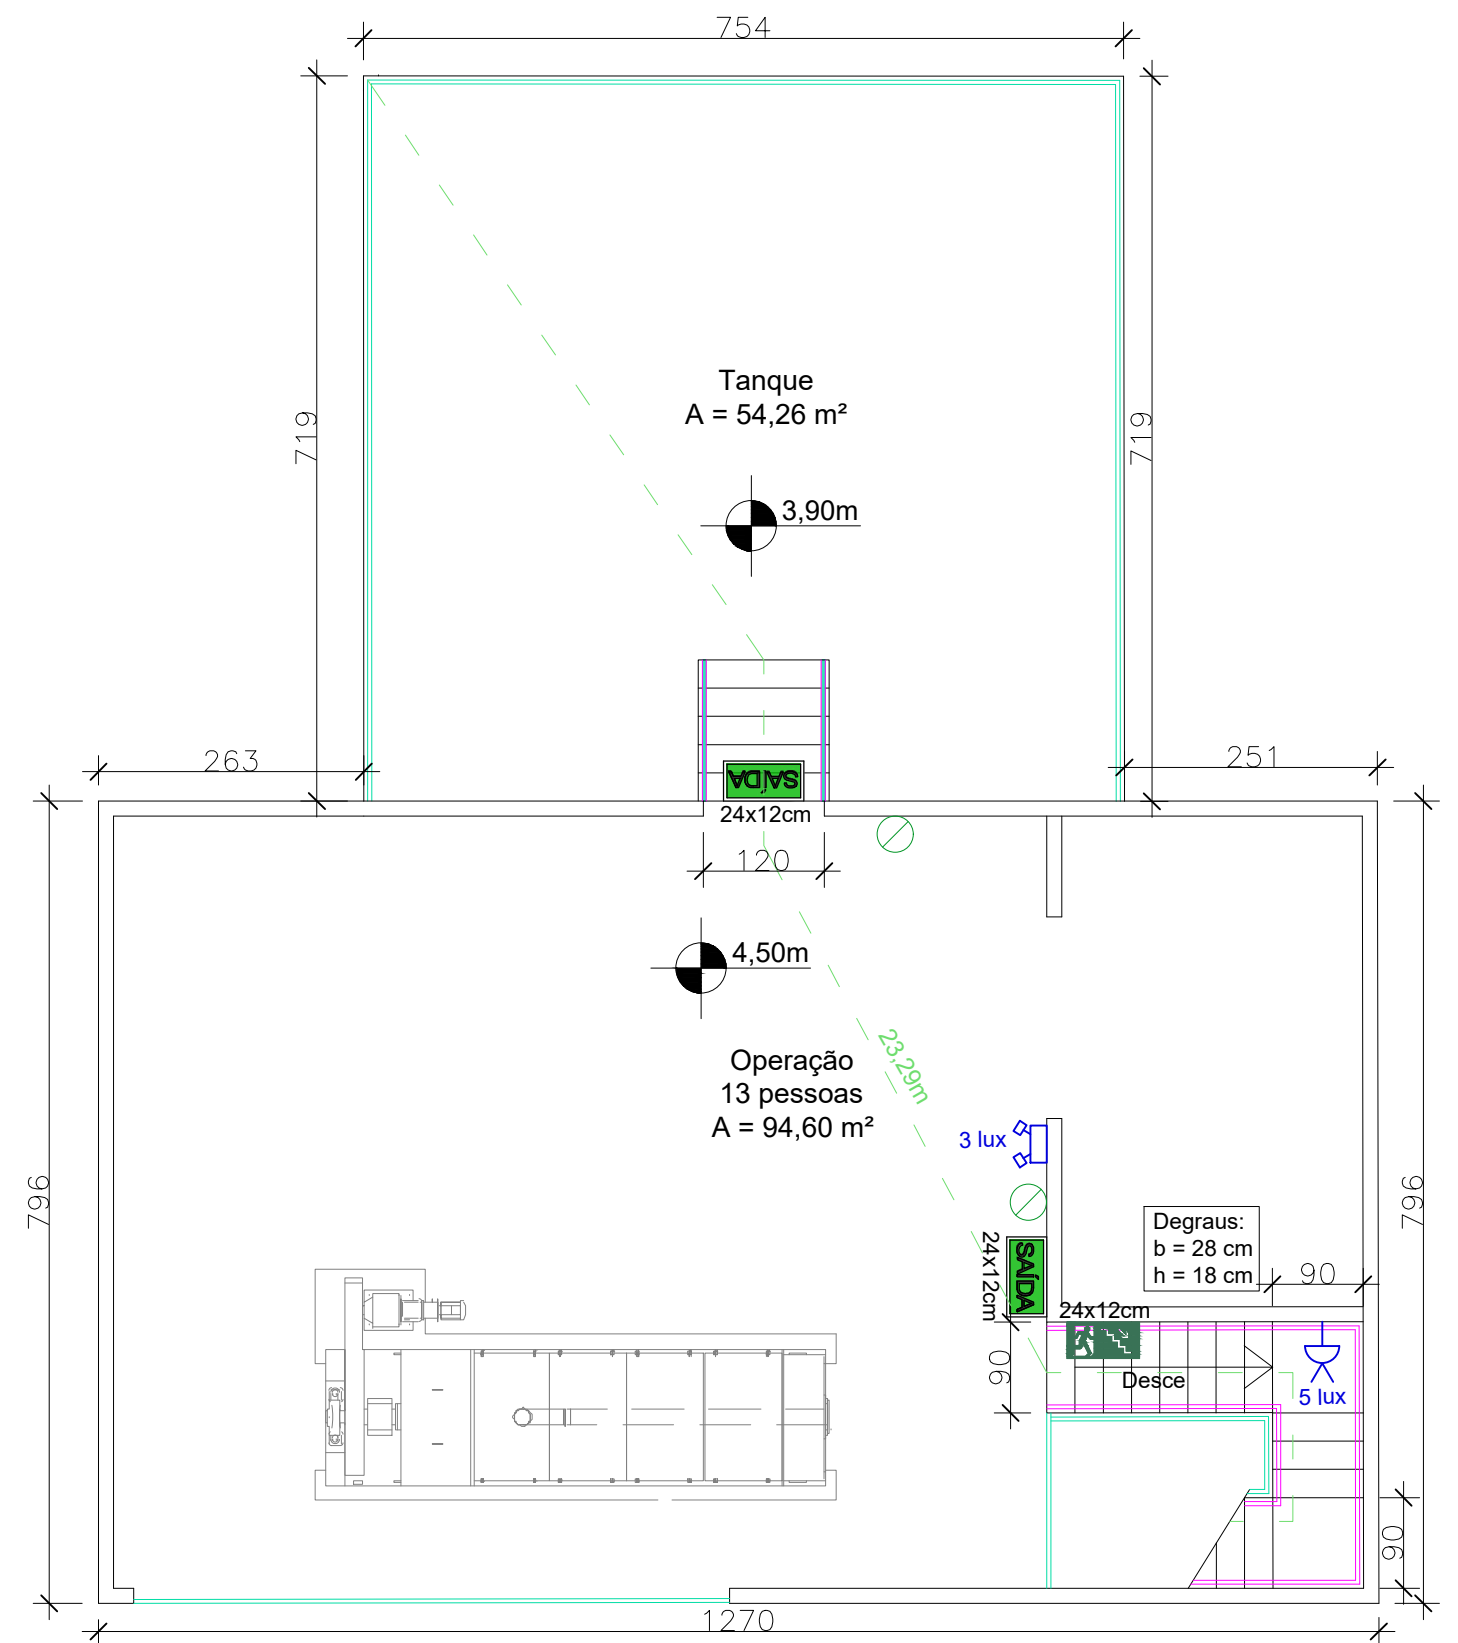 754
719
719
Tanque
A = 54,26 m²
3,90m
263
251
SAÍDA
24x12cm
120
4,50m
23,29m
Operação
13 pessoas
A = 94,60 m²
3 lux
796
796
Degraus:
b = 28 cm
h = 18 cm
24x12cm
SAÍDA
90
24x12cm
90
Desce
5 lux
90
1270